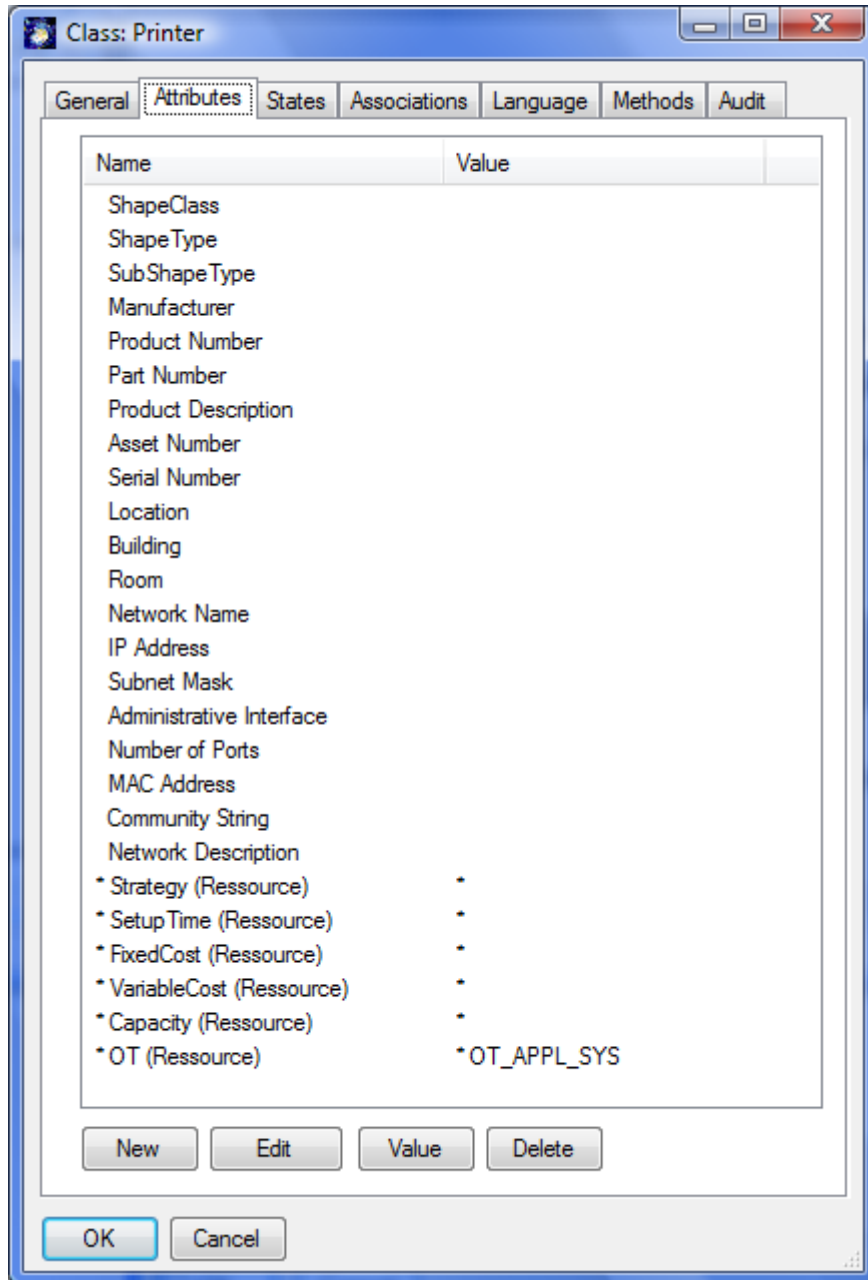 Class: Printer
General Attributes States Associations Language Methods Audit
Name Value
ShapeClass
ShapeType
SubShapeType
Manufacturer
Product Number
Part Number
Product Description
Asset Number
Serial Number
Location
Building
Room
Network Name
IP Address
Subnet Mask
Administrative Interface
Number of Ports
MAC Address
Community String
Network Description
* Strategy (Ressource) *
* SetupTime (Ressource) *
* FixedCost (Ressource) *
* VariableCost (Ressource) *
* Capacity (Ressource) *
* OT (Ressource) * OT_APPL_SYS
New Edit Value Delete
OK Cancel